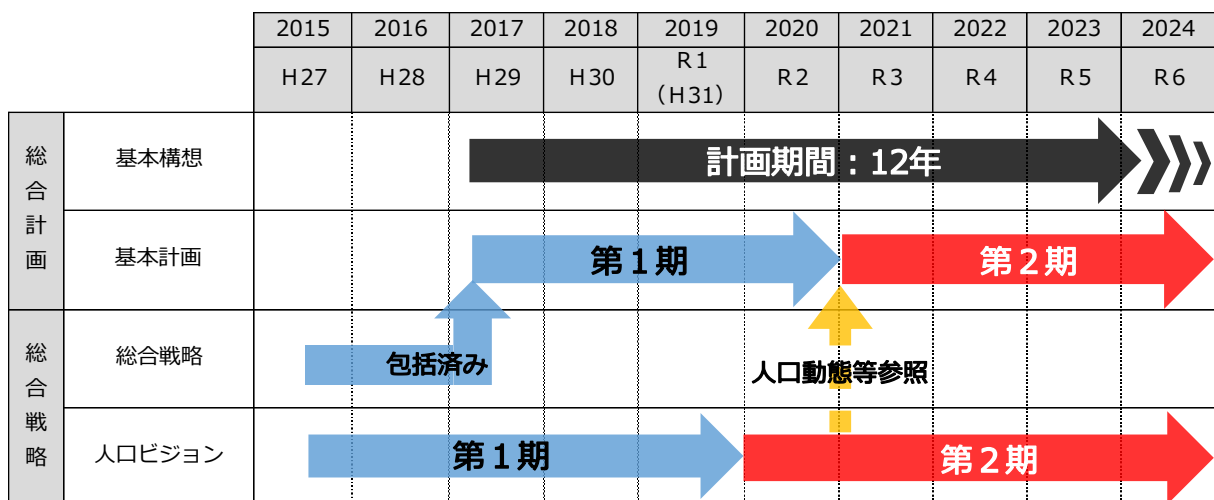 2015 2016 2017 2018 2019 2020 2021 2022 2023 2024
H27 H28 H29 H30 R1 R2 R3 R4 R5 R6
（H31）
総合計画
基本構想
計画期間：12年
基本計画
第１期
第２期
総合戦略
総合戦略
包括済み
人口動態等参照
人口ビジョン
第１期
第２期